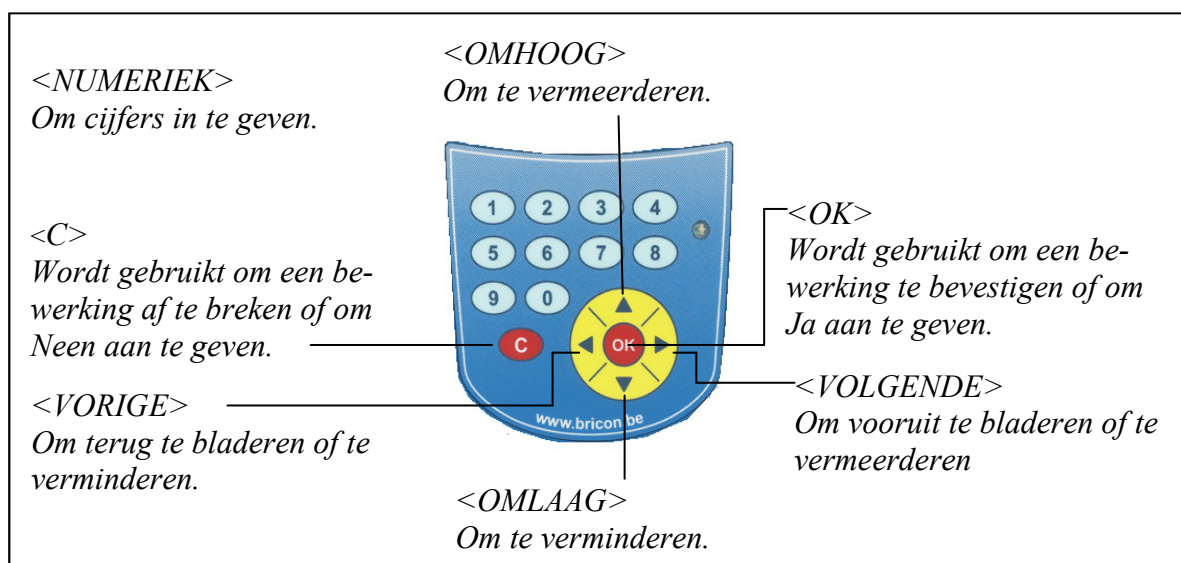 <NUMERIEK>
Om cijfers in te geven.
<OMHOOG>
Om te vermeerderen.
1 2 3 4
5 6 7 8
9 0
C
OK
www.bricon.be
<C>
Wordt gebruikt om een be-
werking af te breken of om
Neen aan te geven.
<OK>
Wordt gebruikt om een be-
werking te bevestigen of om
Ja aan te geven.
<VORIGE>
Om terug te bladeren of te
verminderen.
<VOLGENDE>
Om vooruit te bladeren of te
vermeerderen
<OMLAAG>
Om te verminderen.